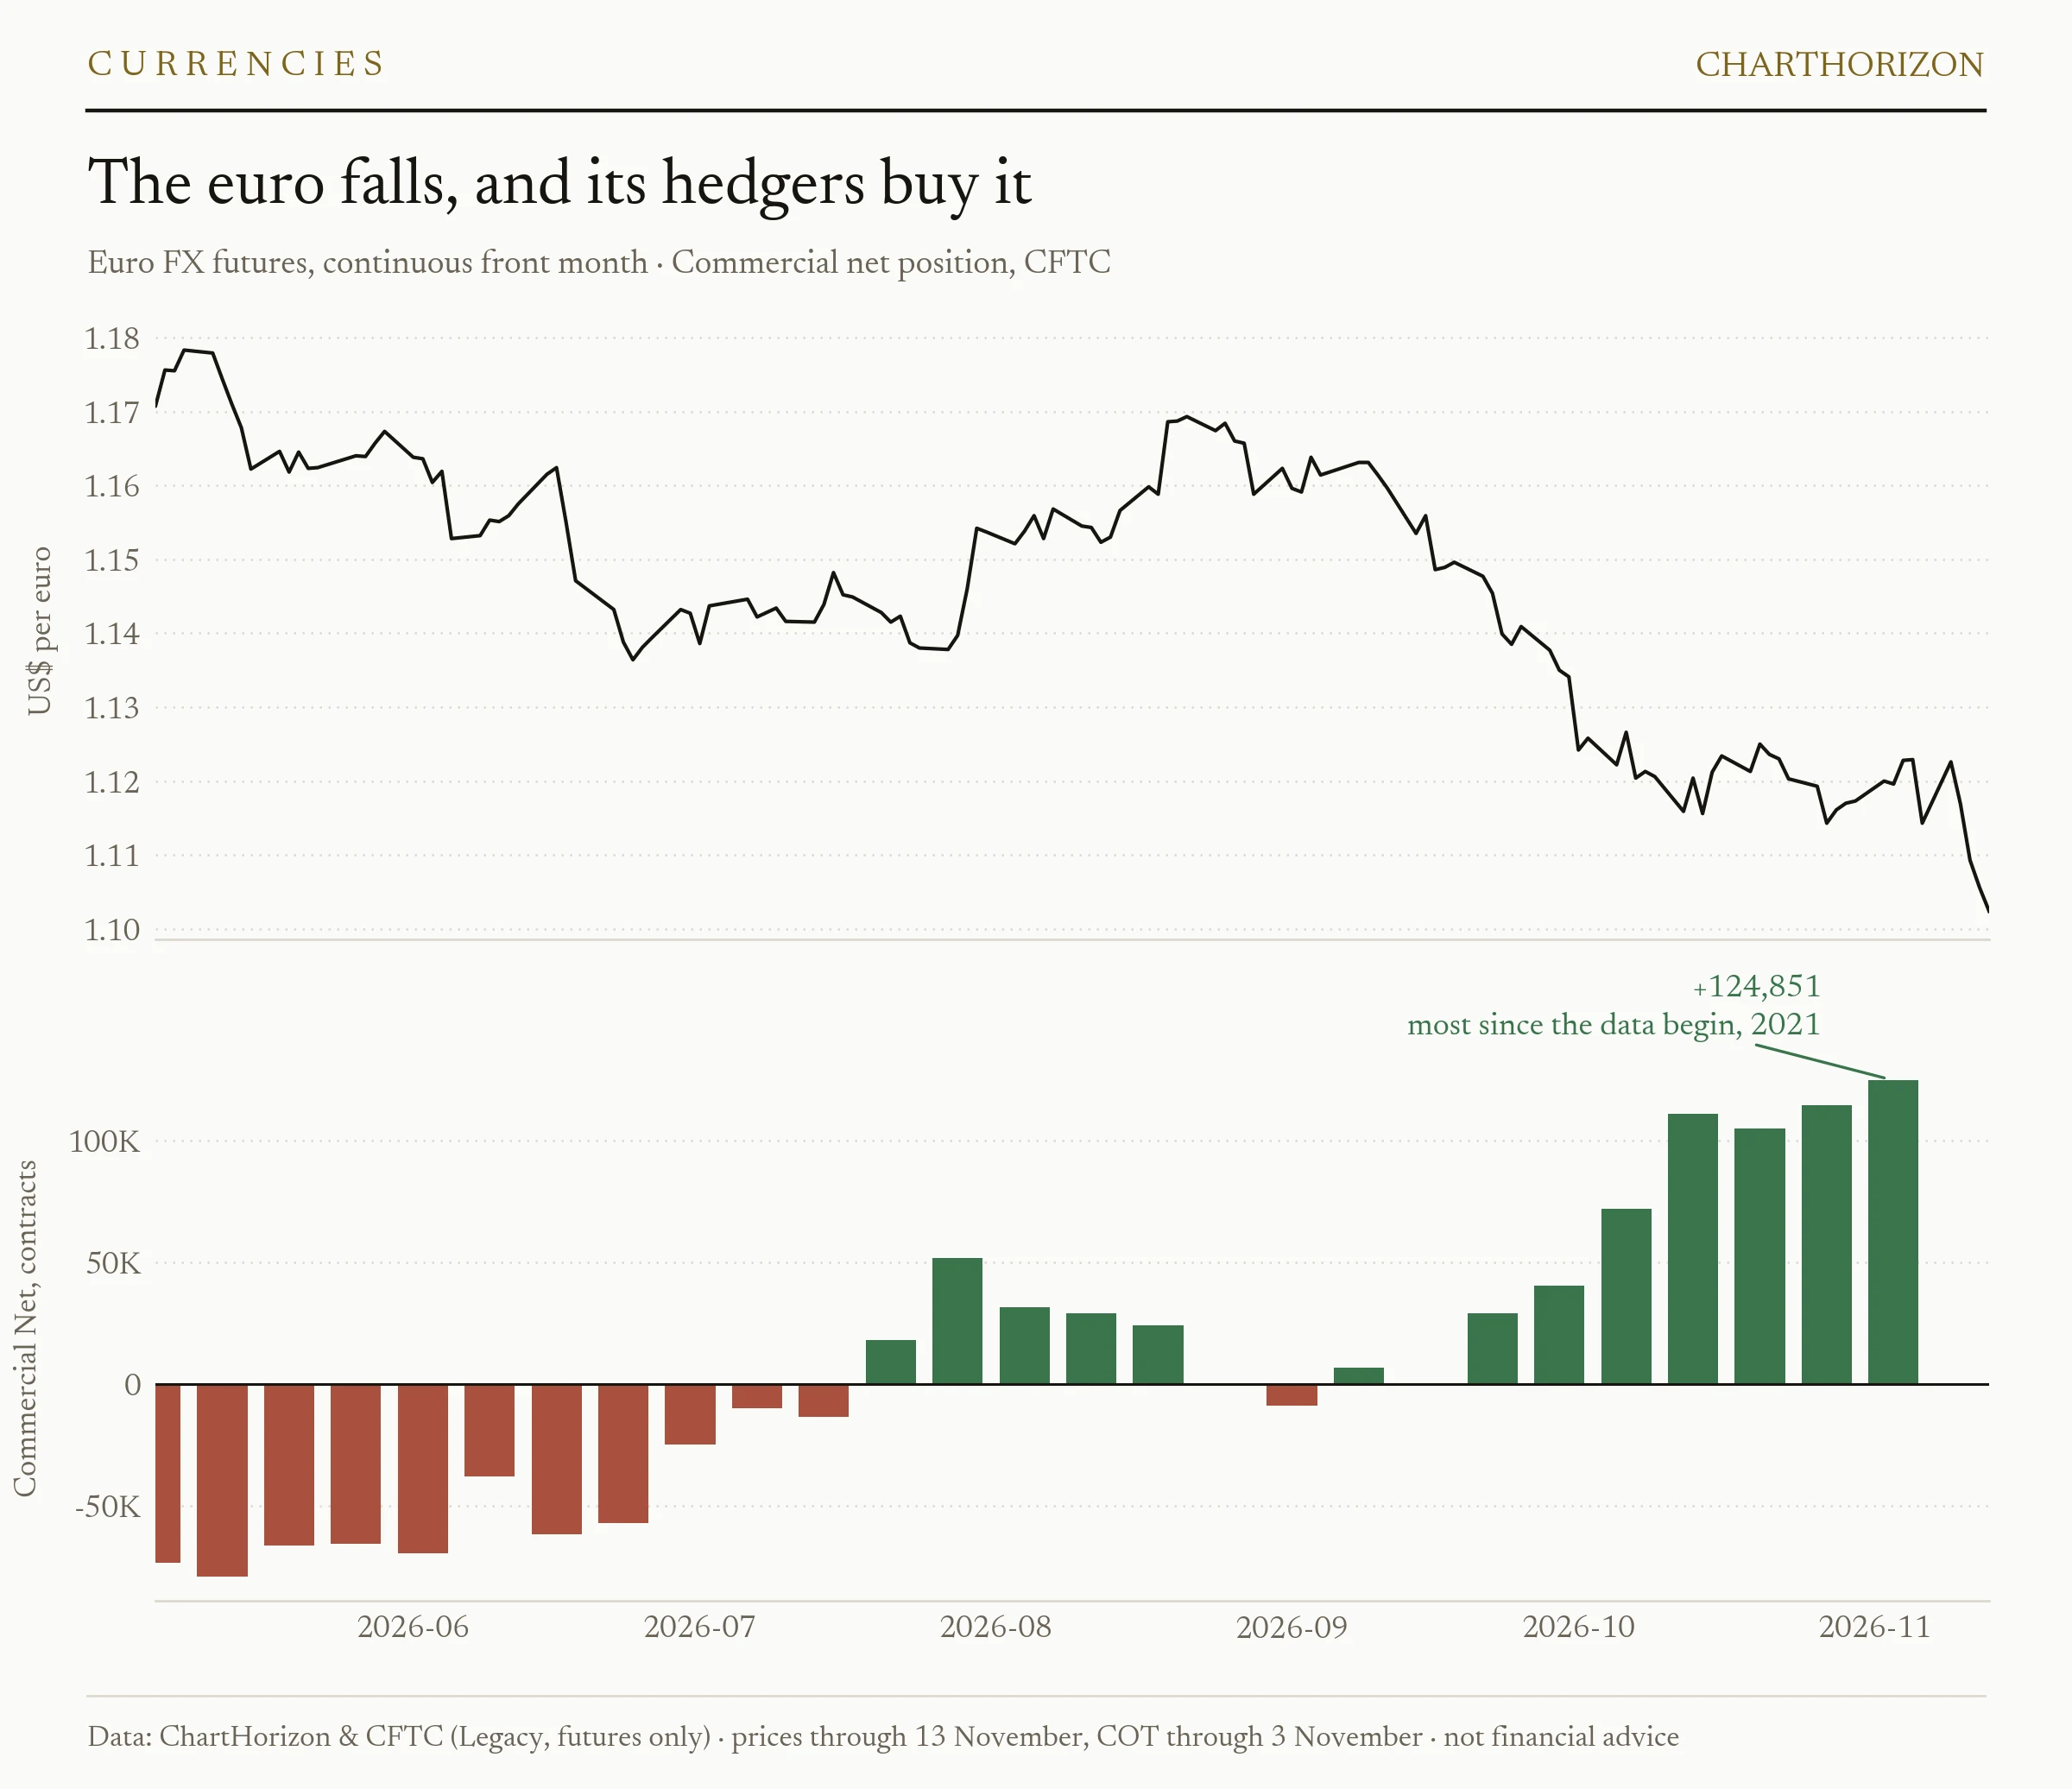 CURRENCIES
CHARTHORIZON
The euro falls, and its hedgers buy it
Euro FX futures, continuous front month · Commercial net position, CFTC
US$ per euro
1.18
1.17
1.16
1.15
1.14
1.13
1.12
1.11
1.10
+124,851
most since the data begin, 2021
Commercial Net, contracts
100K
50K
0
-50K
2026-06
2026-07
2026-08
2026-09
2026-10
2026-11
Data: ChartHorizon & CFTC (Legacy, futures only) · prices through 13 November, COT through 3 November · not financial advice